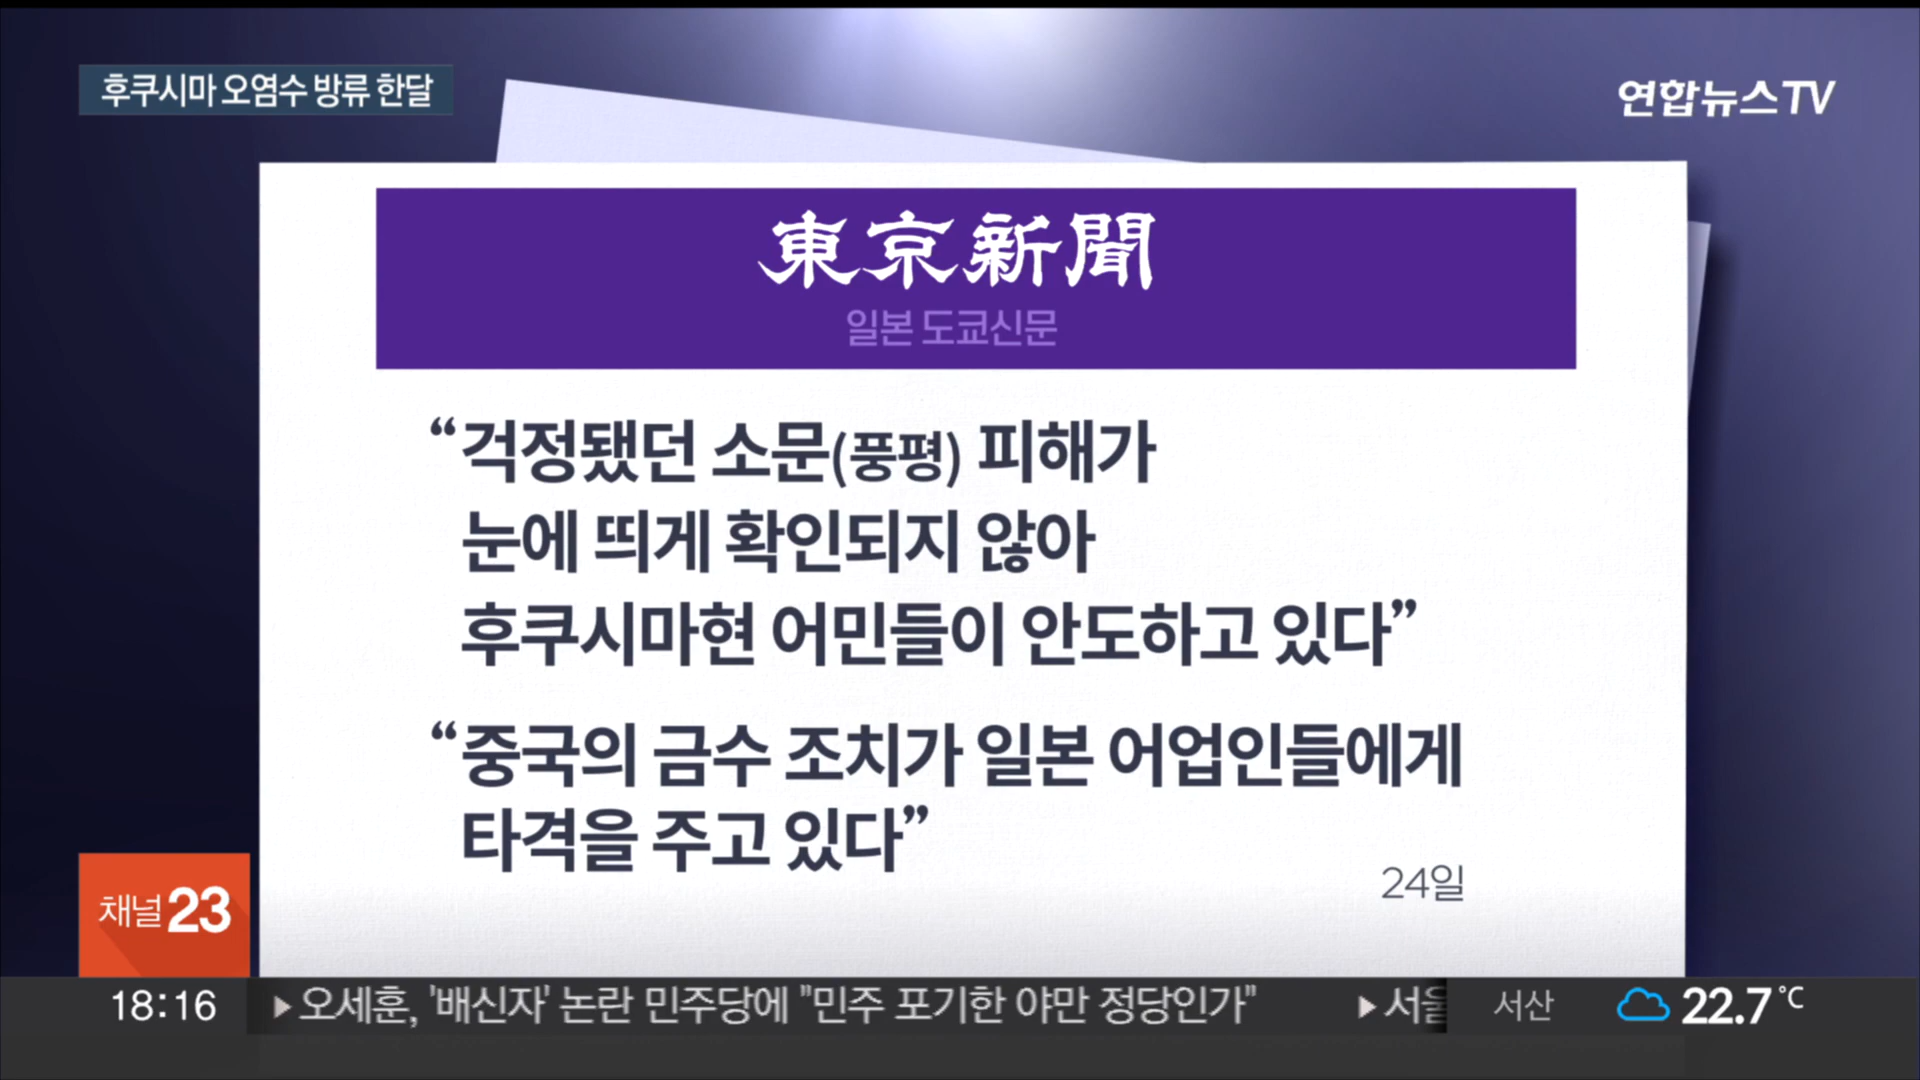 후쿠시마 오염수 방류 한달
연합뉴스TV
東京新聞
일본 도쿄신문
“걱정됐던 소문(풍평) 피해가
눈에 띄게 확인되지 않아
후쿠시마현 어민들이 안도하고 있다”
“중국의 금수 조치가 일본 어업인들에게
타격을 주고 있다”
24일
채널23
18:16
▶오세훈, '배신자' 논란 민주당에 "민주 포기한 야만 정당인가"
▶서울
서산
22.7℃